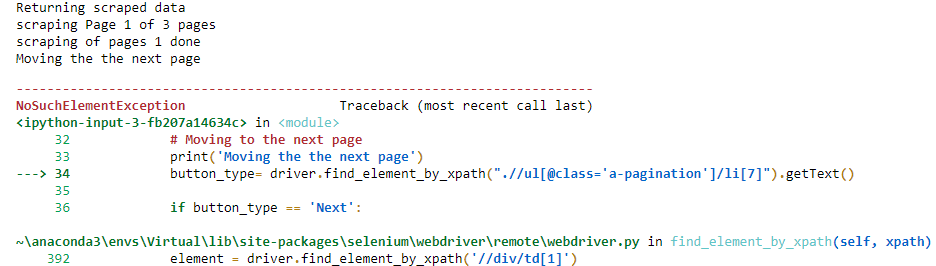 Returning scraped data
scraping Page 1 of 3 pages
scraping of pages 1 done
Moving the the next page
---------------------------------------------------------------------------
NoSuchElementException                    Traceback (most recent call last)
<ipython-input-3-fb207a14634c> in <module>
     32             # Moving to the next page
     33             print('Moving the the next page')
---> 34             button_type= driver.find_element_by_xpath(".//ul[@class='a-pagination']/li[7]").getText()
     35
     36             if button_type == 'Next':
~\anaconda3\envs\Virtual\lib\site-packages\selenium\webdriver\remote\webdriver.py in find_element_by_xpath(self, xpath)
    392             element = driver.find_element_by_xpath('//div/td[1]')